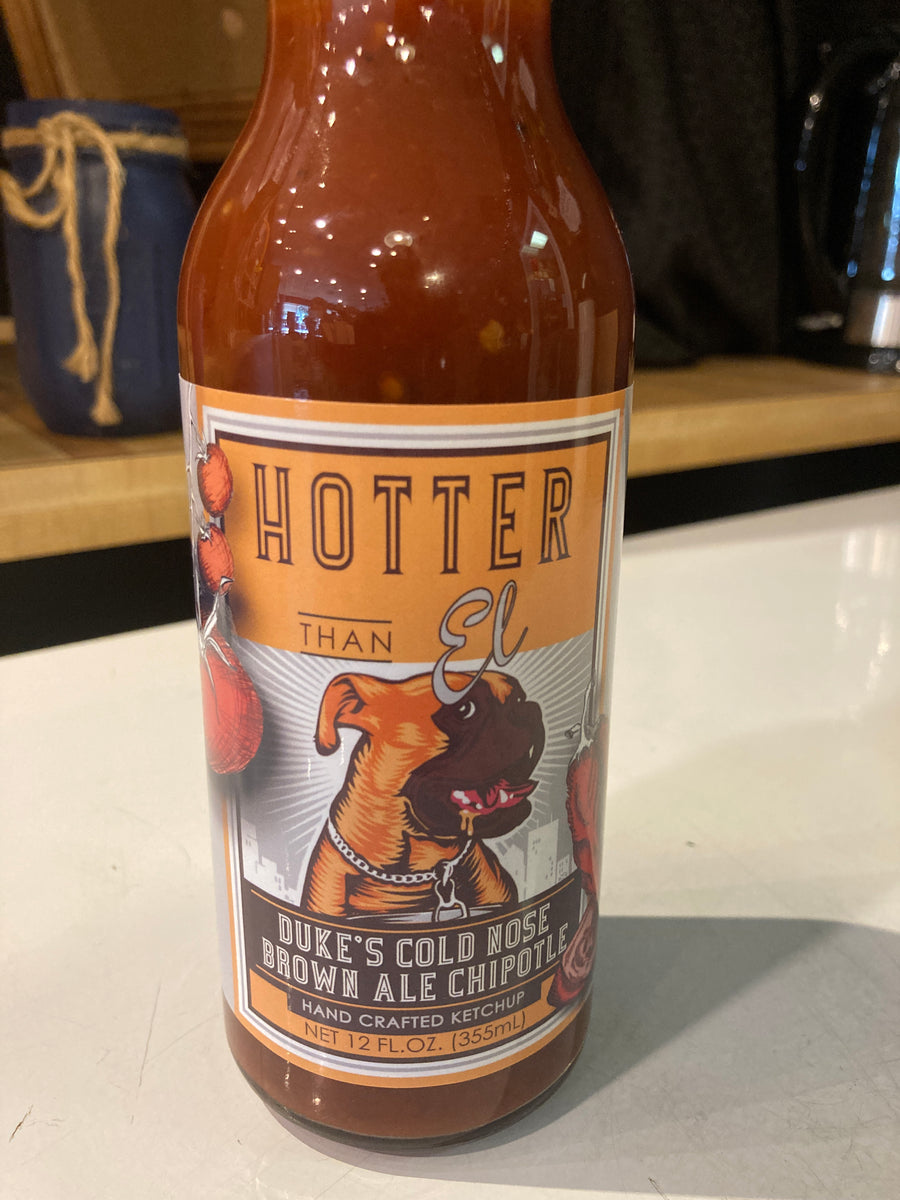 HOTTER
THAN El
DUKE'S COLD NOSE
BROWN ALE CHIPOTLE
HAND CRAFTED KETCHUP
NET 12 FL.OZ. (355mL)